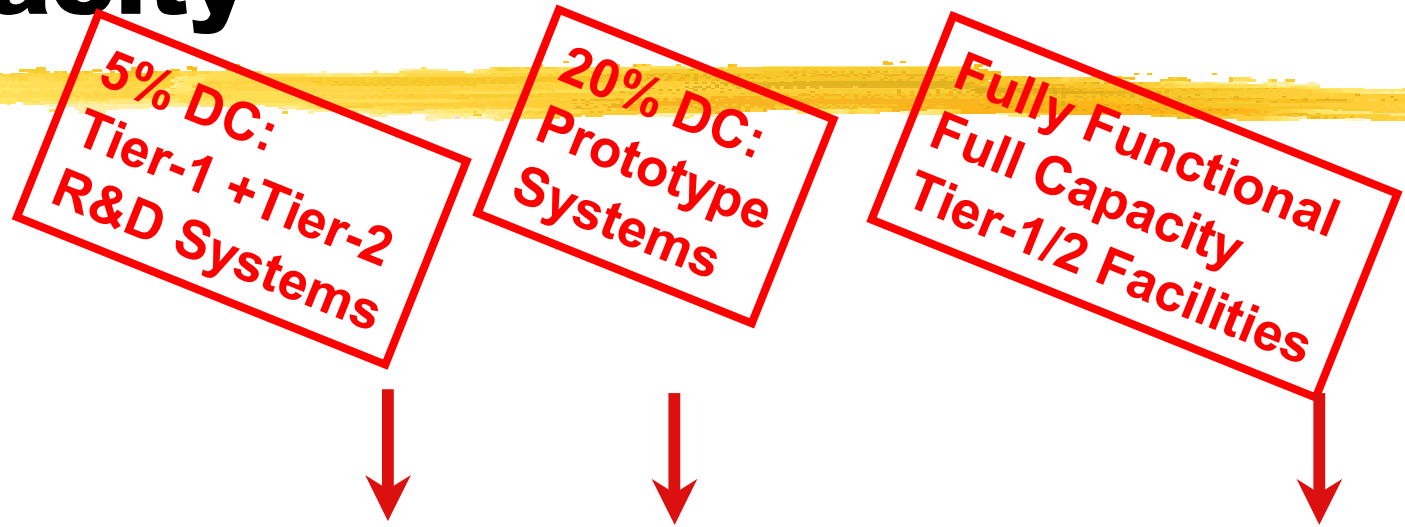 5% DC:
Tier-1 +Tier-2
R&D Systems
20% DC:
Prototype
Systems
Fully Functional
Full Capacity
Tier-1/2 Facilities